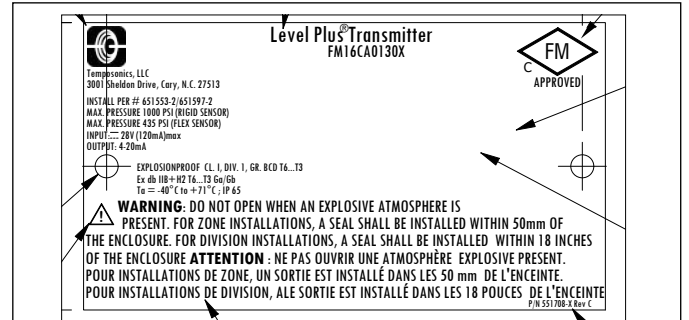 Level Plus® Transmitter
FM16CA0130X
FM
C
APPROVED
Temposonics, LLC
3001 Sheldon Drive, Cary, N.C. 27513
INSTALL PER # 651553-2/651597-2
MAX. PRESSURE 1000 PSI (RIGID SENSOR)
MAX. PRESSURE 435 PSI (FLEX SENSOR)
INPUT:⎓ 28V (120mA)max
OUTPUT: 4-20mA
EXPLOSIONPROOF CL. I, DIV. 1, GR. BCD T6...T3
Ex db IIB+H2 T6...T3 Ga/Gb
Ta = -40°C to +71°C ; IP 65
WARNING: DO NOT OPEN WHEN AN EXPLOSIVE ATMOSPHERE IS
PRESENT. FOR ZONE INSTALLATIONS, A SEAL SHALL BE INSTALLED WITHIN 50mm OF
THE ENCLOSURE. FOR DIVISION INSTALLATIONS, A SEAL SHALL BE INSTALLED WITHIN 18 INCHES
OF THE ENCLOSURE ATTENTION : NE PAS OUVRIR UNE ATMOSPHÈRE EXPLOSIVE PRESENT.
POUR INSTALLATIONS DE ZONE, UN SORTIE EST INSTALLÉ DANS LES 50 mm DE L'ENCEINTE.
POUR INSTALLATIONS DE DIVISION, ALE SORTIE EST INSTALLÉ DANS LES 18 POUCES DE L'ENCEINTE
P/N 551708-X Rev C